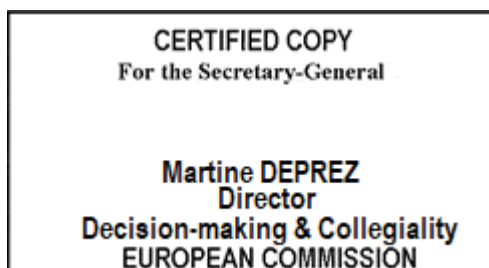 CERTIFIED COPY
For the Secretary-General
Martine DEPREZ
Director
Decision-making & Collegiality
EUROPEAN COMMISSION